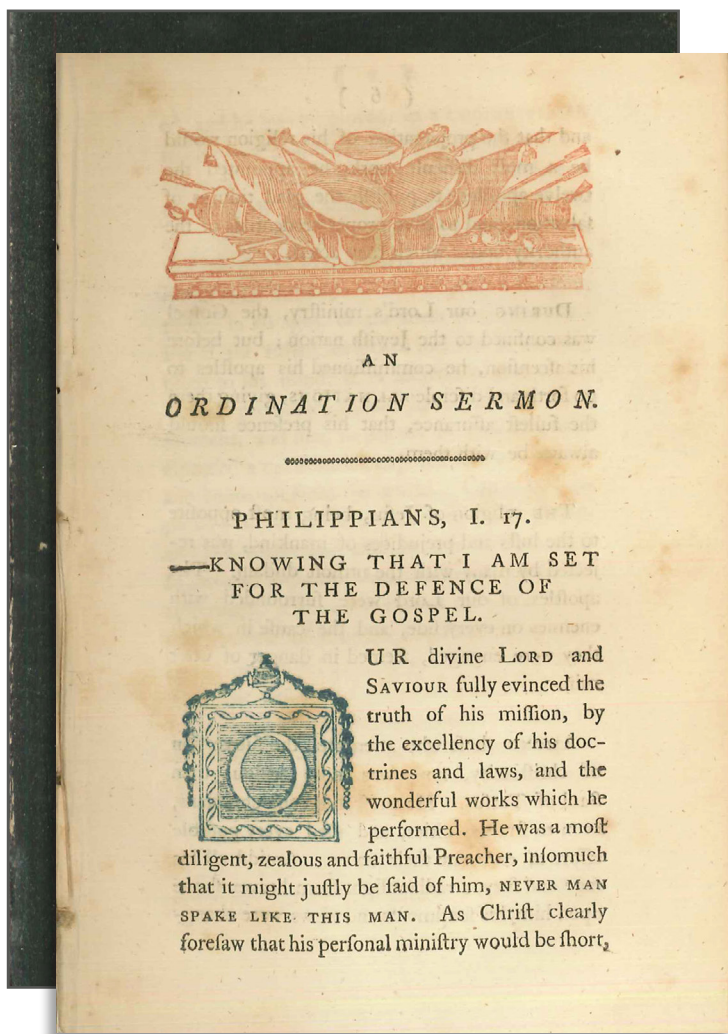 AN
ORDINATION SERMON.
PHILIPPIANS, I. 17.
—KNOWING THAT I AM SET
FOR THE DEFENCE OF
THE GOSPEL.
OUR divine LORD and
SAVIOUR fully evinced the
truth of his miſſion, by
the excellency of his doc-
trines and laws, and the
wonderful works which he
performed. He was a moſt
diligent, zealous and faithful Preacher, inſomuch
that it might juſtly be ſaid of him, NEVER MAN
SPAKE LIKE THIS MAN. As Chriſt clearly
foreſaw that his perſonal miniſtry would be ſhort,